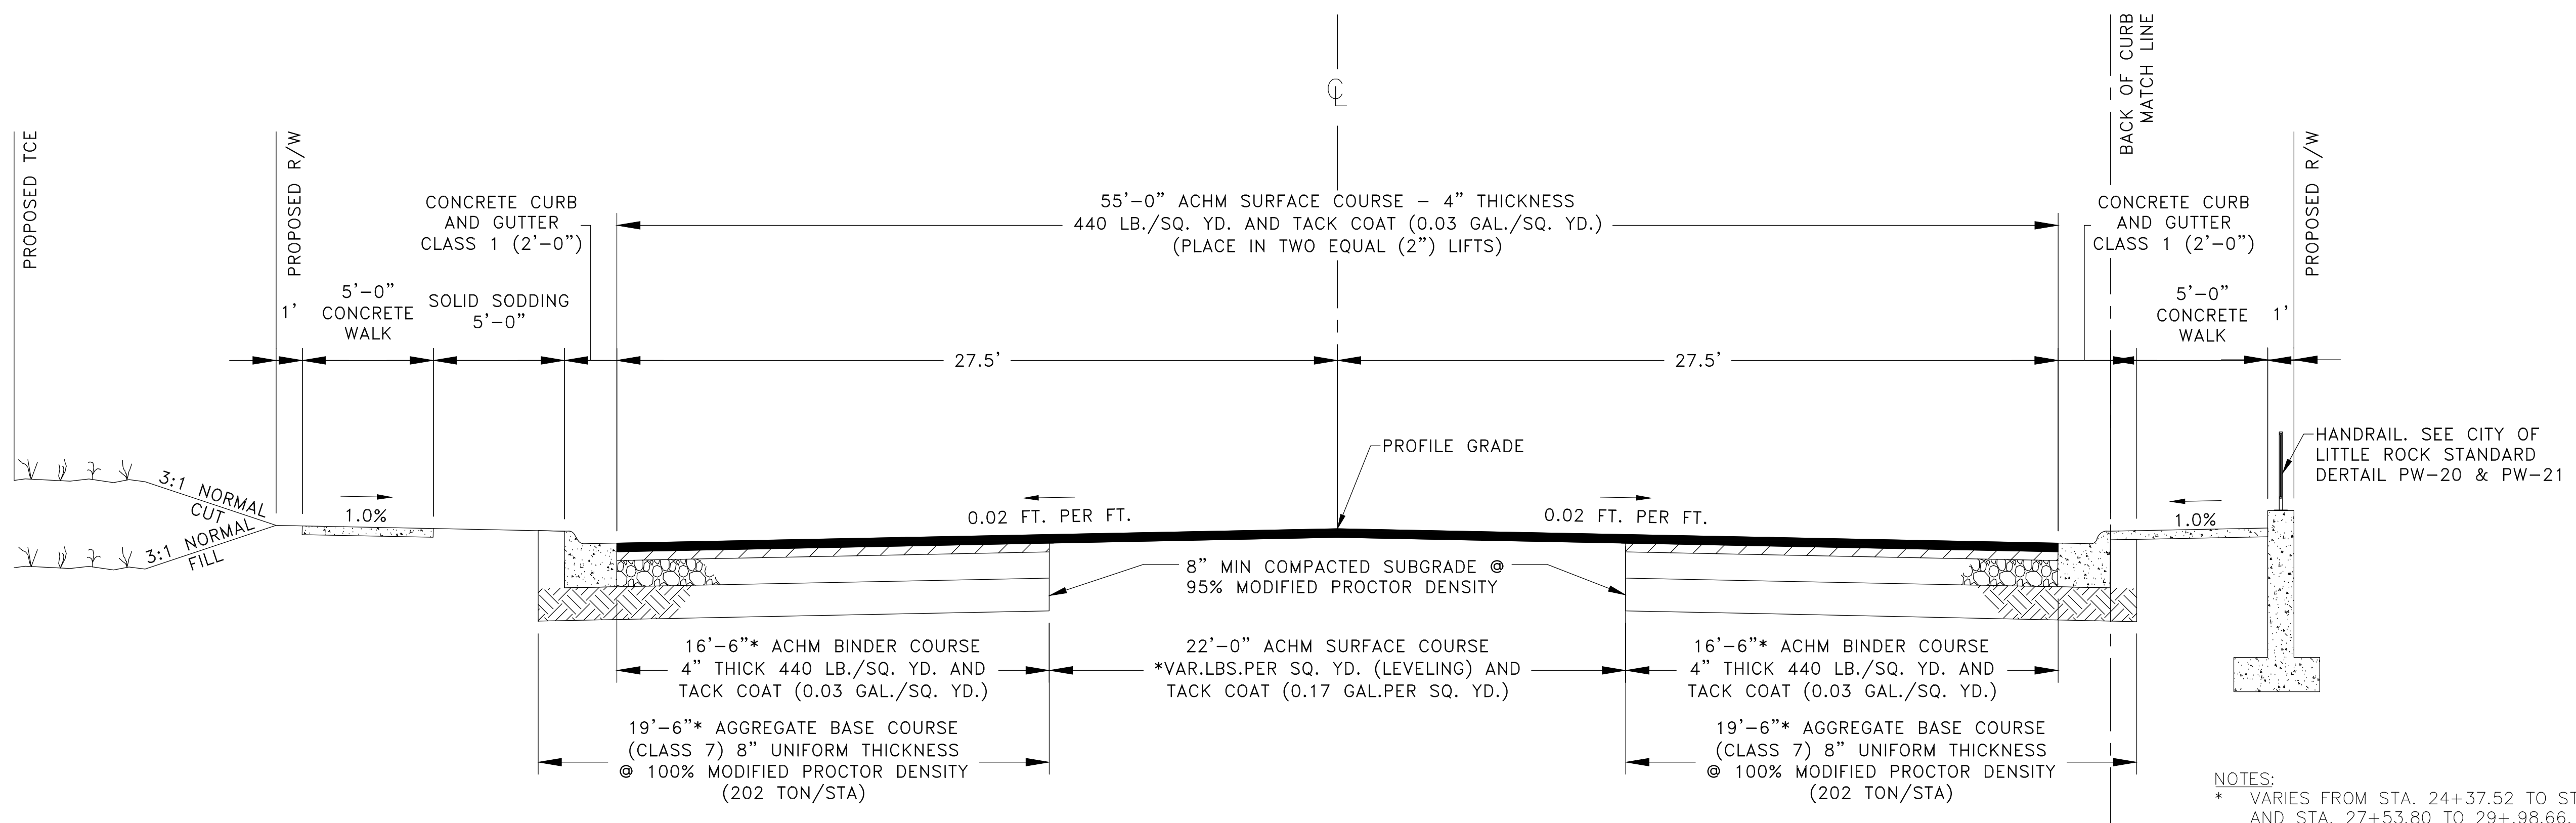 PROPOSED TCE
PROPOSED R/W
CONCRETE CURB
AND GUTTER
CLASS 1 (2'-0")
1'
5'-0"
CONCRETE
WALK
SOLID SODDING
5'-0"
℄
55'-0" ACHM SURFACE COURSE - 4" THICKNESS
440 LB./SQ. YD. AND TACK COAT (0.03 GAL./SQ. YD.)
(PLACE IN TWO EQUAL (2") LIFTS)
BACK OF CURB
MATCH LINE
CONCRETE CURB
AND GUTTER
CLASS 1 (2'-0")
PROPOSED R/W
5'-0"
CONCRETE
WALK
1'
27.5'
27.5'
PROFILE GRADE
HANDRAIL. SEE CITY OF
LITTLE ROCK STANDARD
DERTAIL PW-20 & PW-21
3:1 NORMAL
CUT
3:1 NORMAL
FILL
1.0%
0.02 FT. PER FT.
0.02 FT. PER FT.
1.0%
8" MIN COMPACTED SUBGRADE @
95% MODIFIED PROCTOR DENSITY
16'-6"* ACHM BINDER COURSE
4" THICK 440 LB./SQ. YD. AND
TACK COAT (0.03 GAL./SQ. YD.)
22'-0" ACHM SURFACE COURSE
*VAR.LBS.PER SQ. YD. (LEVELING) AND
TACK COAT (0.17 GAL.PER SQ. YD.)
16'-6"* ACHM BINDER COURSE
4" THICK 440 LB./SQ. YD. AND
TACK COAT (0.03 GAL./SQ. YD.)
19'-6"* AGGREGATE BASE COURSE
(CLASS 7) 8" UNIFORM THICKNESS
@ 100% MODIFIED PROCTOR DENSITY
(202 TON/STA)
19'-6"* AGGREGATE BASE COURSE
(CLASS 7) 8" UNIFORM THICKNESS
@ 100% MODIFIED PROCTOR DENSITY
(202 TON/STA)
NOTES:
* VARIES FROM STA. 24+37.52 TO
AND STA. 27+53.80 TO 29+.98.66.